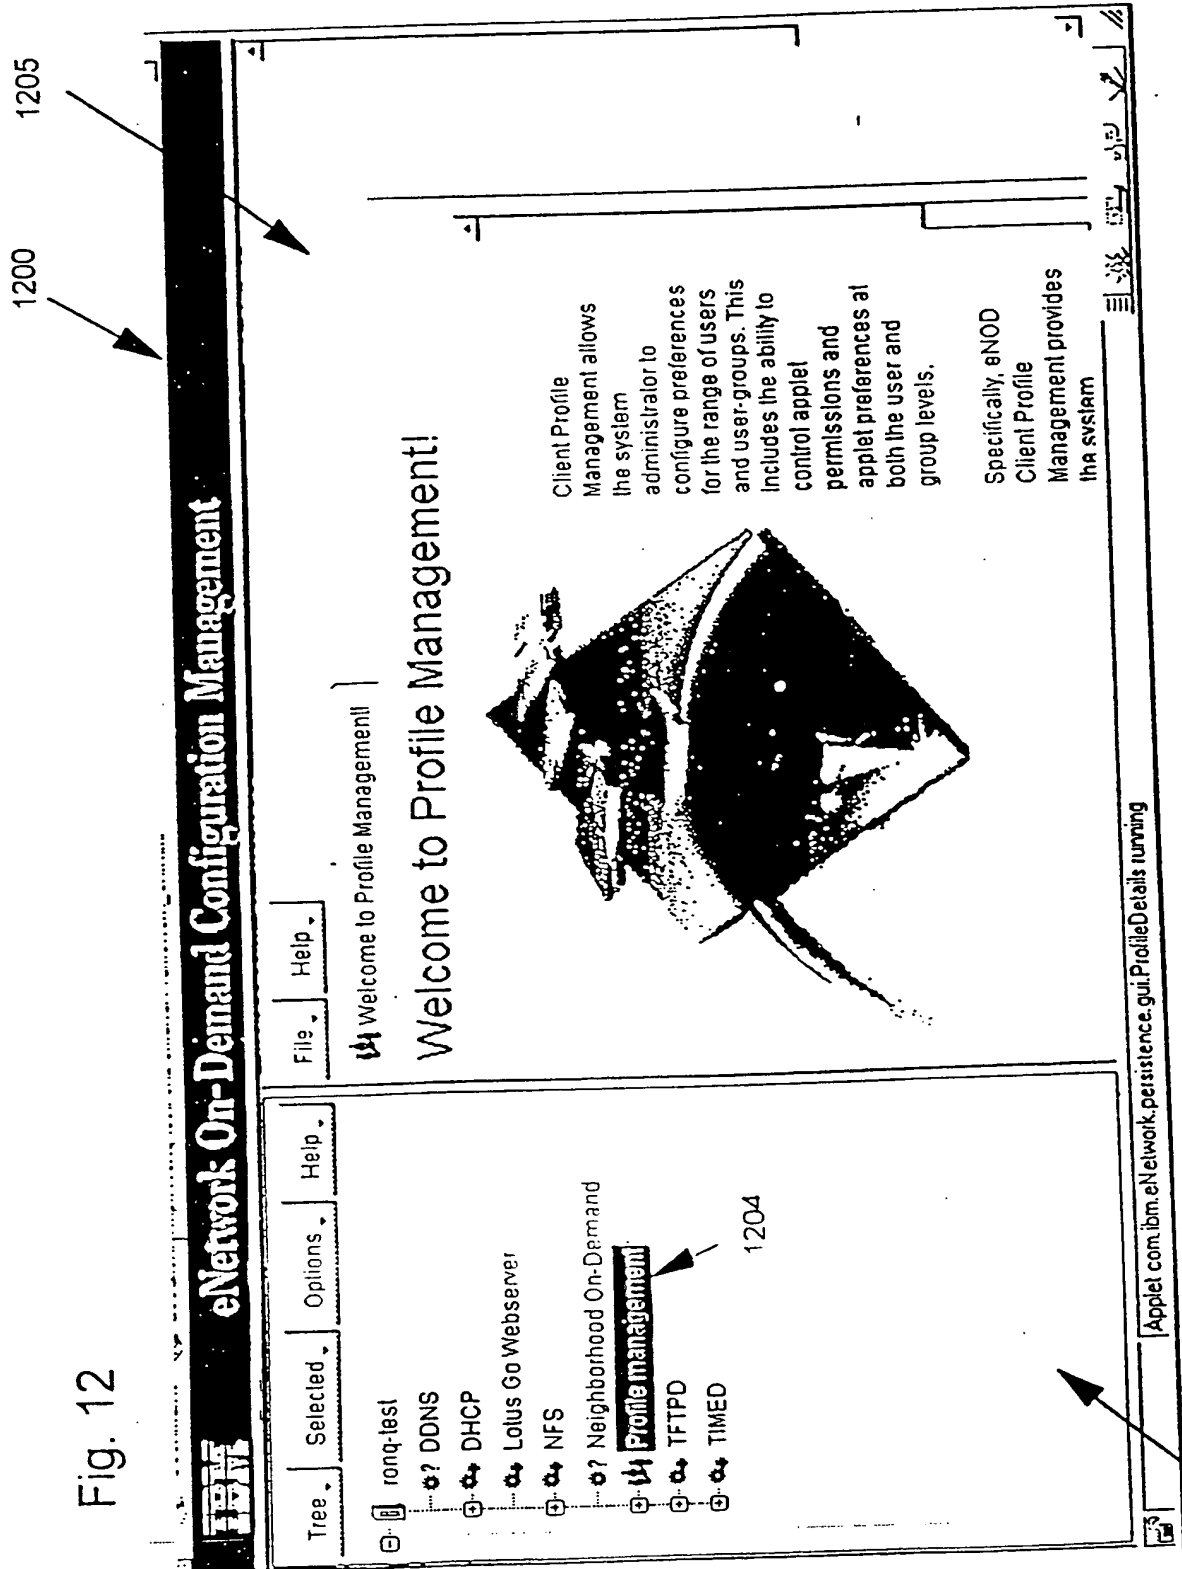 Fig. 12
1200
1205
IBM
eNetwork On-Demand Configuration Management
Tree
Selected
Options
Help
File
Help
ronq-test
? DDNS
DHCP
Lotus Go Webserver
NFS
? Neighborhood On-Demand
Profile management
TFTPD
TIMED
1204
Welcome to Profile Management!
Welcome to Profile Management!
Client Profile
Management allows
the system
administrator to
configure preferences
for the range of users
and user-groups. This
includes the ability to
control applet
permissions and
applet preferences at
both the user and
group levels.
Specifically, eNOD
Client Profile
Management provides
the system
Applet com.ibm.eNetwork.persistence.gui.ProfileDetails running